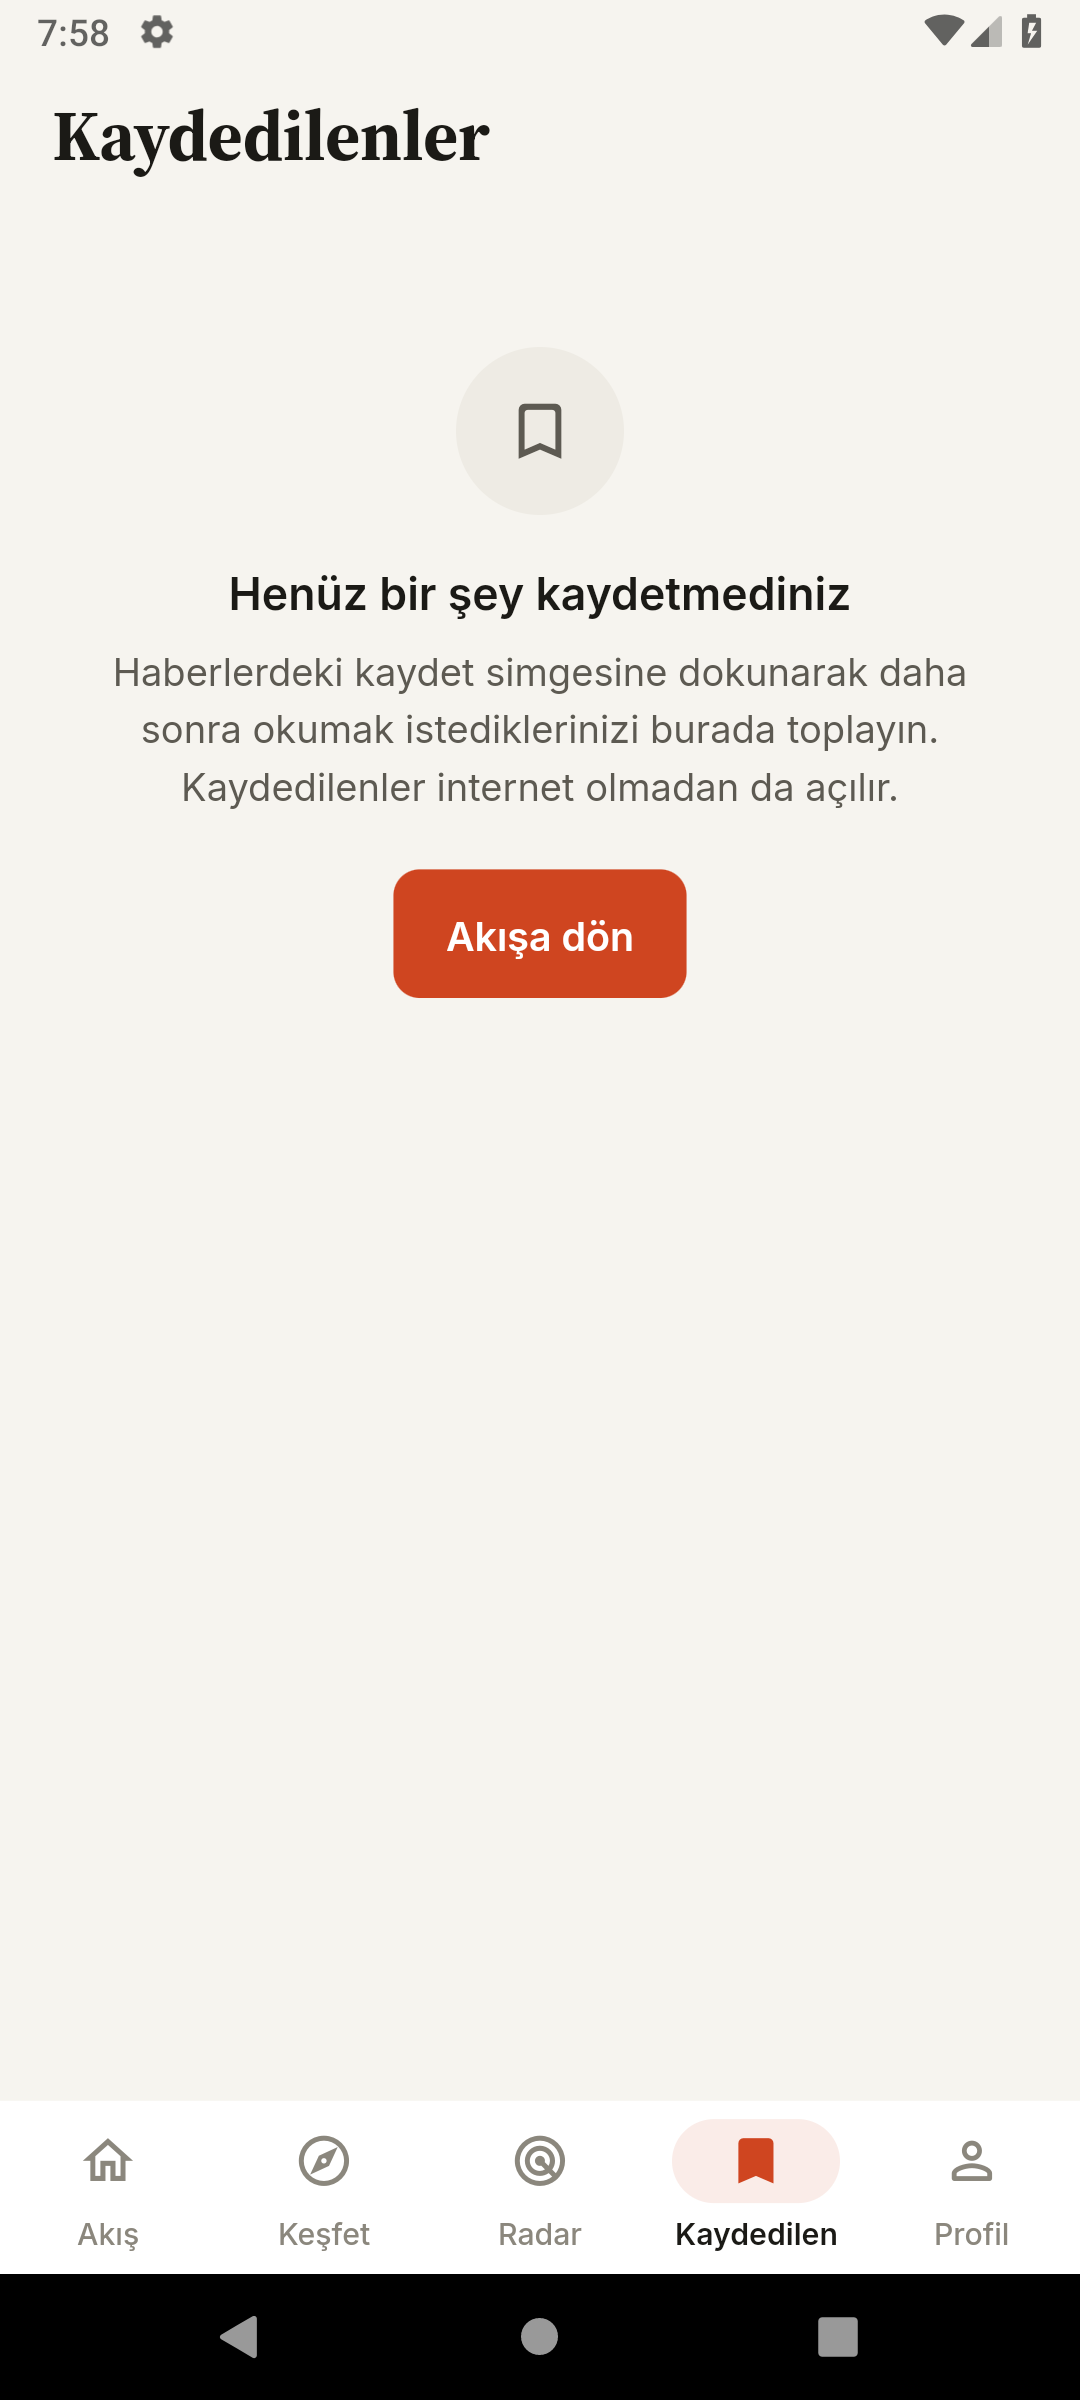 7:58
Kaydedilenler
Henüz bir şey kaydetmediniz
Haberlerdeki kaydet simgesine dokunarak daha
sonra okumak istediklerinizi burada toplayın.
Kaydedilenler internet olmadan da açılır.
Akışa dön
Akış
Keşfet
Radar
Kaydedilen
Profil